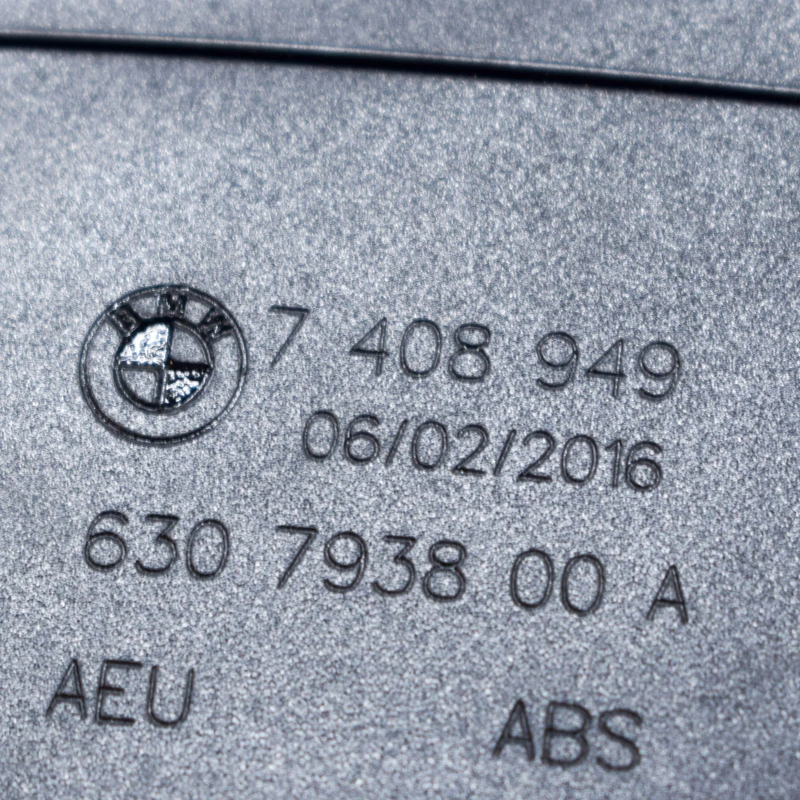 BMW 7 408 949
06/02/2016
630 7938 00 A
AEU ABS